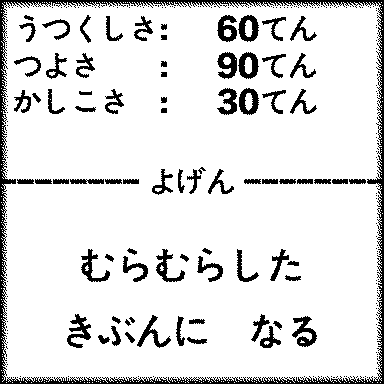 うつくしさ: 60てん
つよさ : 90てん
かしこさ : 30てん
よげん
むらむらした
きぶんに なる